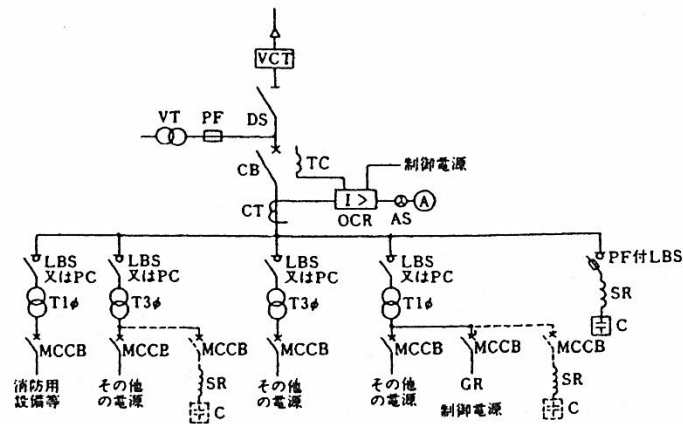 VCT
DS
VT
PF
CB
TC
制御電源
CT
I >
OCR
AS
A
LBS
又はPC
LBS
又はPC
LBS
又はPC
LBS
又はPC
PF付LBS
T1φ
T3φ
T3φ
T1φ
SR
C
MCCB
MCCB
MCCB
MCCB
MCCB
MCCB
MCCB
消防用
設備等
その他
の電源
SR
C
その他
の電源
その他
の電源
GR
制御電源
SR
C